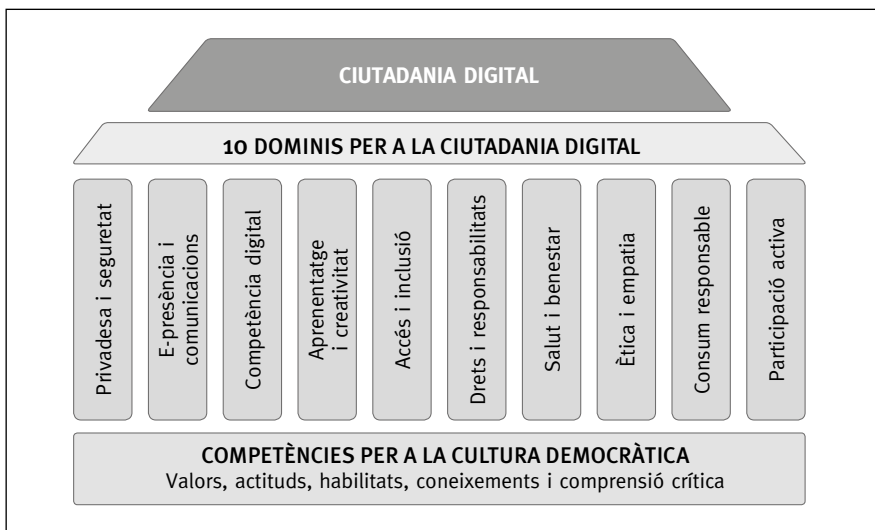 CIUTADANIA DIGITAL
10 DOMINIS PER A LA CIUTADANIA DIGITAL
Privadesa i seguretat
E-presència i
comunicacions
Competència digital
Aprenentatge
i creativitat
Accés i inclusió
Drets i responsabilitats
Salut i benestar
Ètica i empatia
Consum responsable
Participació activa
COMPETÈNCIES PER A LA CULTURA DEMOCRÀTICA
Valors, actituds, habilitats, coneixements i comprensió crítica